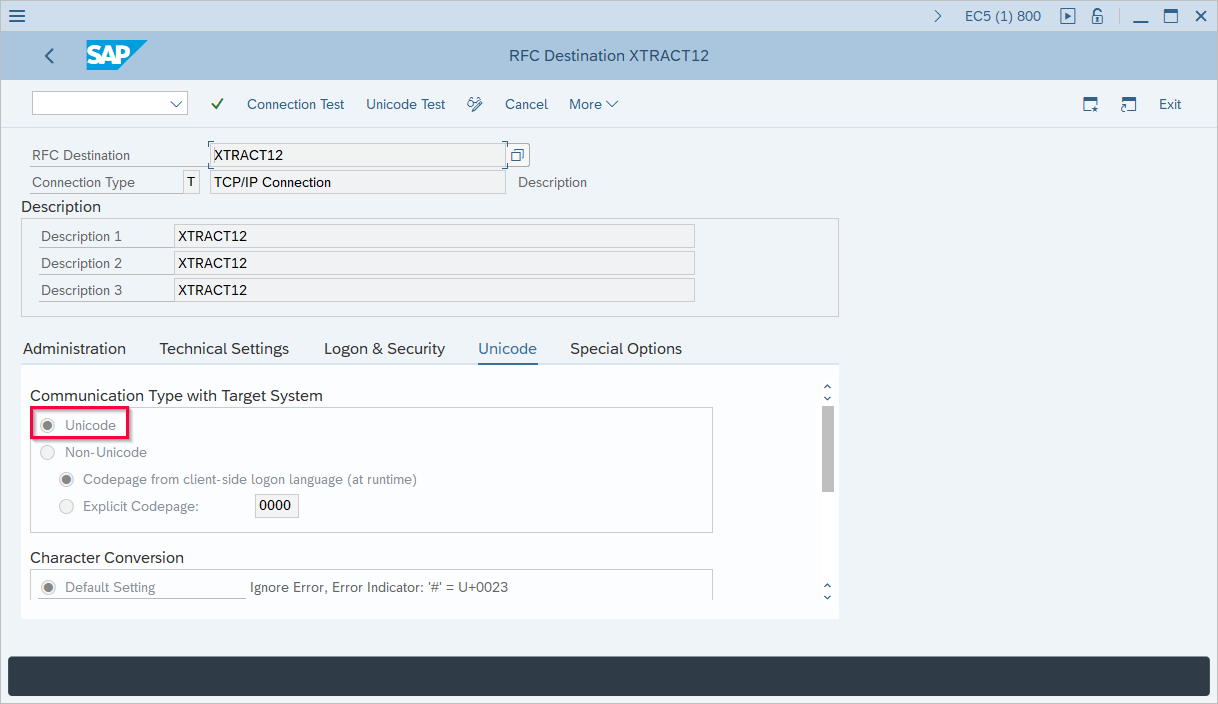 EC5 (1) 800
SAP RFC Destination XTRACT12
Connection Test Unicode Test Cancel More Exit
RFC Destination XTRACT12
Connection Type T TCP/IP Connection Description
Description
Description 1 XTRACT12
Description 2 XTRACT12
Description 3 XTRACT12
Administration Technical Settings Logon & Security Unicode Special Options
Communication Type with Target System
Unicode
Non-Unicode
Codepage from client-side logon language (at runtime)
Explicit Codepage: 0000
Character Conversion
Default Setting Ignore Error, Error Indicator: '#' = U+0023